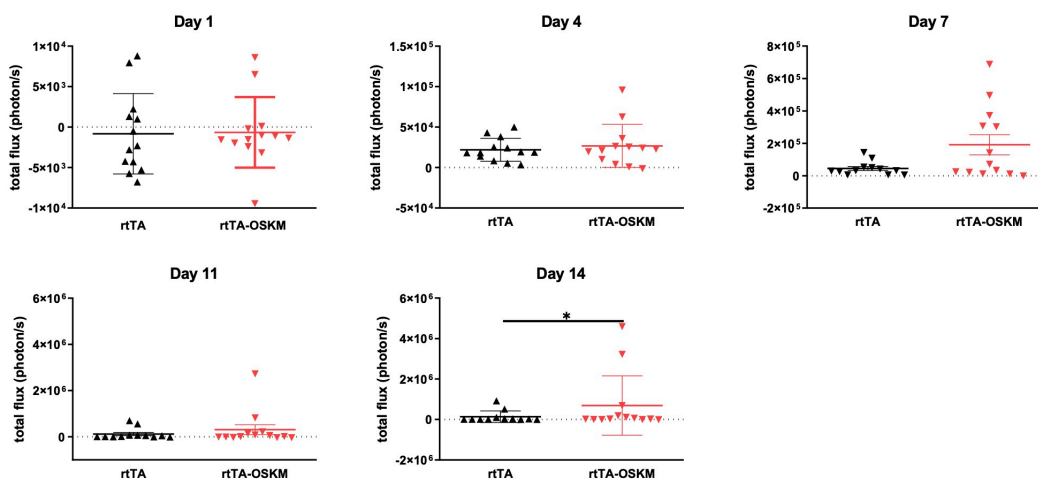 Day 1
total flux (photon/s)
1×10⁴
5×10³
0
-5×10³
-1×10⁴
rtTA
rtTA-OSKM
Day 4
total flux (photon/s)
1.5×10⁵
1×10⁵
5×10⁴
0
-5×10⁴
rtTA
rtTA-OSKM
Day 7
total flux (photon/s)
8×10⁵
6×10⁵
4×10⁵
2×10⁵
0
-2×10⁵
rtTA
rtTA-OSKM
Day 11
total flux (photon/s)
6×10⁶
4×10⁶
2×10⁶
0
rtTA
rtTA-OSKM
Day 14
total flux (photon/s)
6×10⁶
4×10⁶
2×10⁶
0
-2×10⁶
*
rtTA
rtTA-OSKM